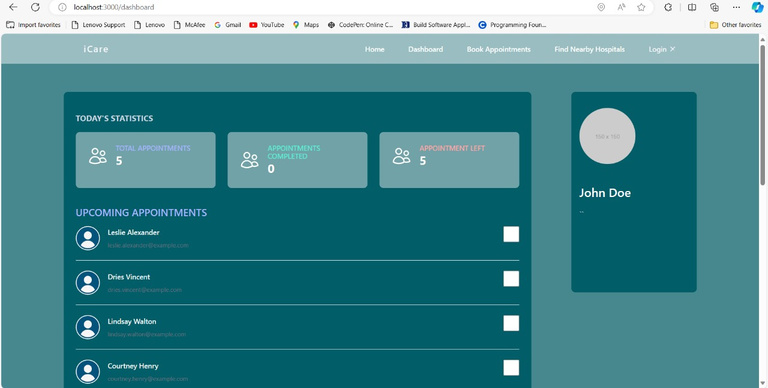 localhost:3000/dashboard
Import favorites Lenovo Support Lenovo McAfee Gmail YouTube Maps CodePen: Online C... Build Software Appl... Programming Foun... Other favorites
iCare Home Dashboard Book Appointments Find Nearby Hospitals Login ✕
TODAY'S STATISTICS
TOTAL APPOINTMENTS
5
APPOINTMENTS
COMPLETED
0
APPOINTMENT LEFT
5
UPCOMING APPOINTMENTS
Leslie Alexander
leslie.alexander@example.com
Dries Vincent
dries.vincent@example.com
Lindsay Walton
lindsay.walton@example.com
Courtney Henry
courtney.henry@example.com
150 x 150
John Doe
...